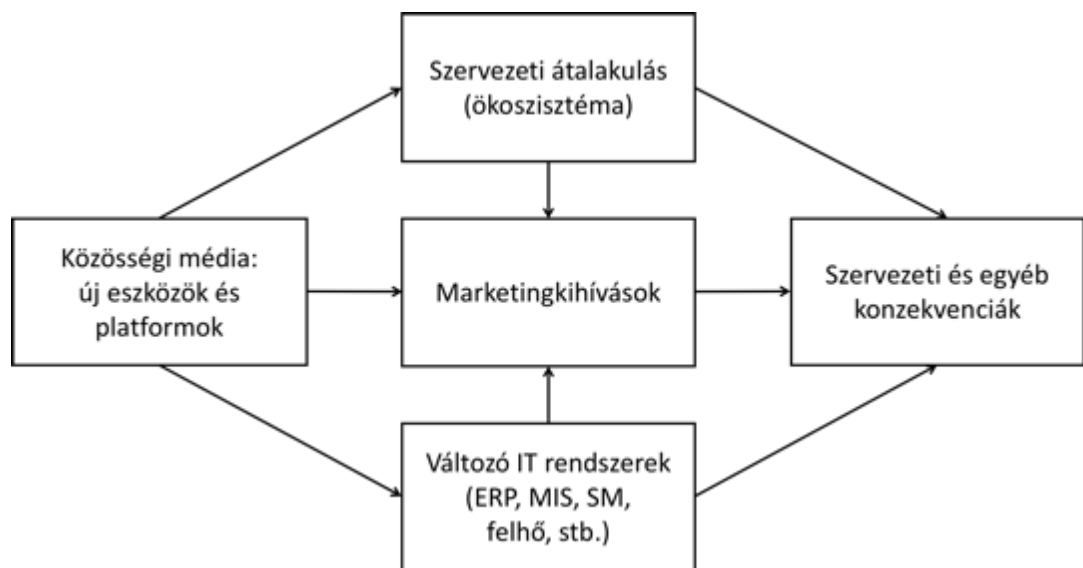 Szervezeti átalakulás
(ökoszisztéma)
Közösségi média:
új eszközök és
platformok
Marketingkihívások
Szervezeti és egyéb
konzekvenciák
Változó IT rendszerek
(ERP, MIS, SM,
felhő, stb.)